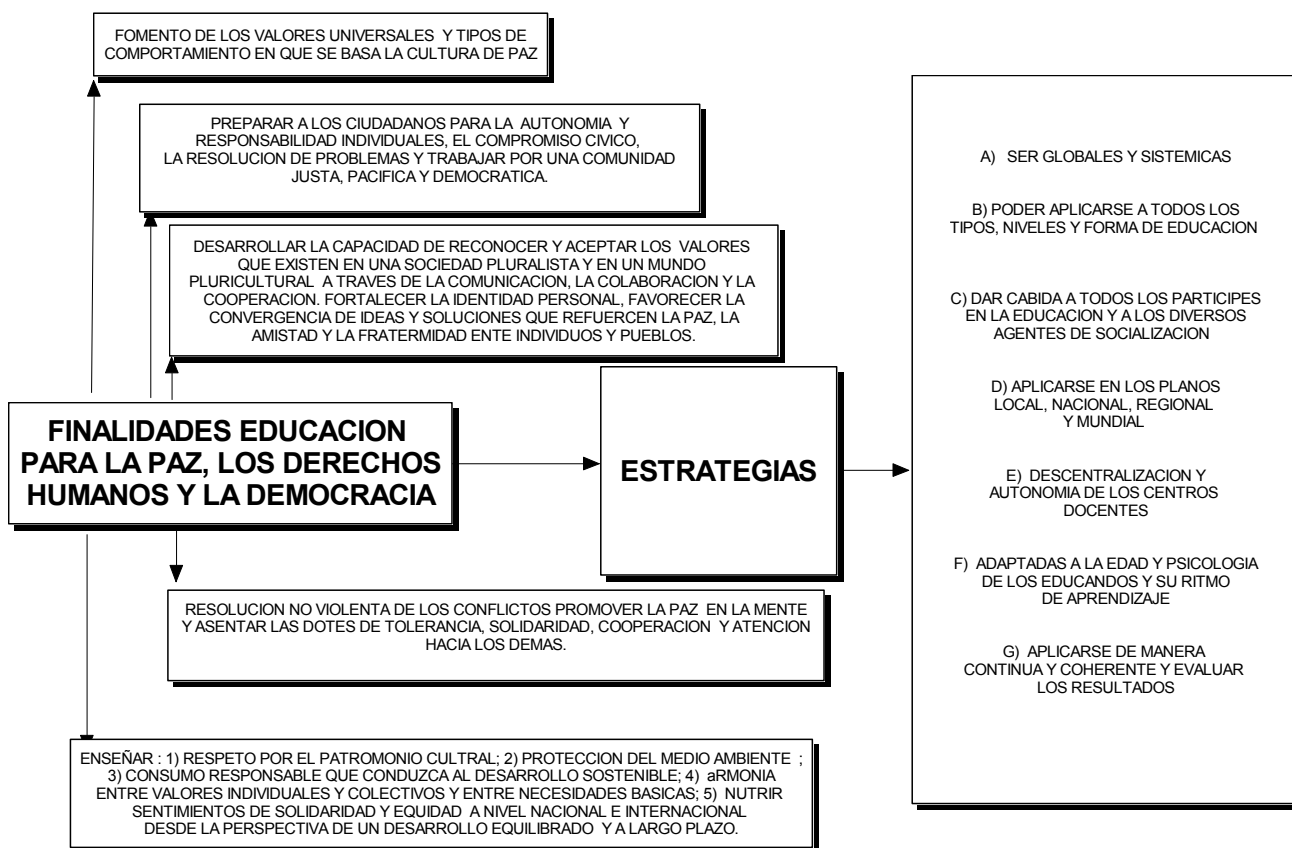 FOMENTO DE LOS VALORES UNIVERSALES Y TIPOS DE
COMPORTAMIENTO EN QUE SE BASA LA CULTURA DE PAZ
PREPARAR A LOS CIUDADANOS PARA LA AUTONOMIA Y
RESPONSABILIDAD INDIVIDUALES, EL COMPROMISO CIVICO,
LA RESOLUCION DE PROBLEMAS Y TRABAJAR POR UNA COMUNIDAD
JUSTA, PACIFICA Y DEMOCRATICA.
DESARROLLAR LA CAPACIDAD DE RECONOCER Y ACEPTAR LOS VALORES
QUE EXISTEN EN UNA SOCIEDAD PLURALISTA Y EN UN MUNDO
PLURICULTURAL A TRAVES DE LA COMUNICACION, LA COLABORACION Y LA
COOPERACION. FORTALECER LA IDENTIDAD PERSONAL, FAVORECER LA
CONVERGENCIA DE IDEAS Y SOLUCIONES QUE REFUERCEN LA PAZ, LA
AMISTAD Y LA FRATERMIDAD ENTE INDIVIDUOS Y PUEBLOS.
FINALIDADES EDUCACION
PARA LA PAZ, LOS DERECHOS
HUMANOS Y LA DEMOCRACIA
RESOLUCION NO VIOLENTA DE LOS CONFLICTOS PROMOVER LA PAZ EN LA MENTE
Y ASENTAR LAS DOTES DE TOLERANCIA, SOLIDARIDAD, COOPERACION Y ATENCION
HACIA LOS DEMAS.
ENSEÑAR : 1) RESPETO POR EL PATROMONIO CULTRAL; 2) PROTECCION DEL MEDIO AMBIENTE ;
3) CONSUMO RESPONSABLE QUE CONDUZCA AL DESARROLLO SOSTENIBLE; 4) aRMONIA
ENTRE VALORES INDIVIDUALES Y COLECTIVOS Y ENTRE NECESIDADES BASICAS; 5) NUTRIR
SENTIMIENTOS DE SOLIDARIDAD Y EQUIDAD A NIVEL NACIONAL E INTERNACIONAL
DESDE LA PERSPECTIVA DE UN DESARROLLO EQUILIBRADO Y A LARGO PLAZO.
ESTRATEGIAS
A) SER GLOBALES Y SISTEMICAS
B) PODER APLICARSE A TODOS LOS
TIPOS, NIVELES Y FORMA DE EDUCACION
C) DAR CABIDA A TODOS LOS PARTICIPES
EN LA EDUCACION Y A LOS DIVERSOS
AGENTES DE SOCIALIZACION
D) APLICARSE EN LOS PLANOS
LOCAL, NACIONAL, REGIONAL
Y MUNDIAL
E) DESCENTRALIZACION Y
AUTONOMIA DE LOS CENTROS
DOCENTES
F) ADAPTADAS A LA EDAD Y PSICOLOGIA
DE LOS EDUCANDOS Y SU RITMO
DE APRENDIZAJE
G) APLICARSE DE MANERA
CONTINUA Y COHERENTE Y EVALUAR
LOS RESULTADOS